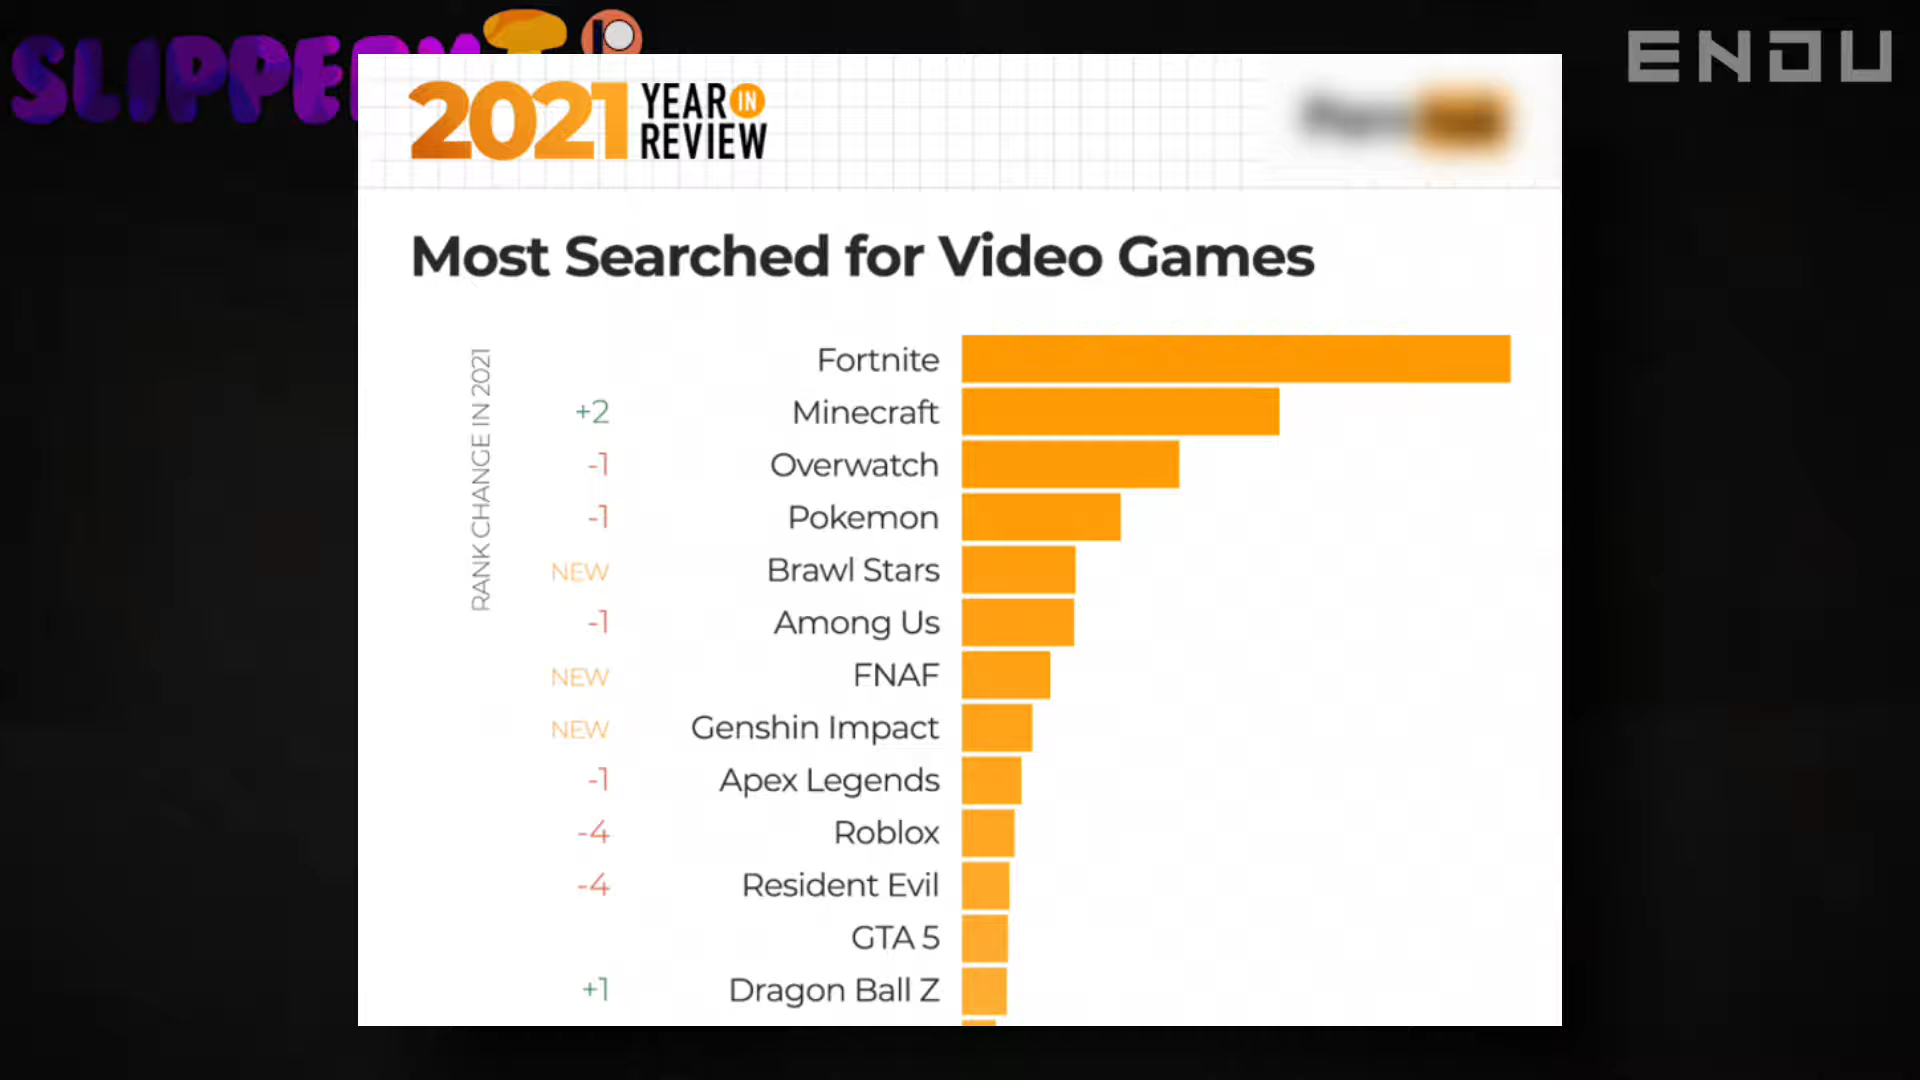 SLIPPERY
ENDU
2021 YEAR IN REVIEW
Most Searched for Video Games
RANK CHANGE IN 2021
Fortnite
+2 Minecraft
-1 Overwatch
-1 Pokemon
NEW Brawl Stars
-1 Among Us
NEW FNAF
NEW Genshin Impact
-1 Apex Legends
-4 Roblox
-4 Resident Evil
GTA 5
+1 Dragon Ball Z